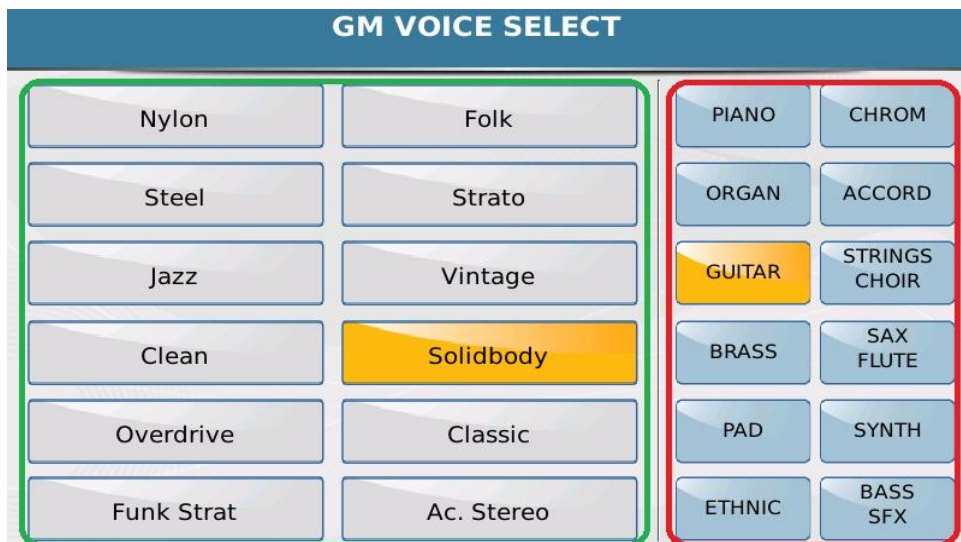 GM VOICE SELECT
Nylon
Folk
Steel
Strato
Jazz
Vintage
Clean
Solidbody
Overdrive
Classic
Funk Strat
Ac. Stereo
PIANO
CHROM
ORGAN
ACCORD
GUITAR
STRINGS
CHOIR
BRASS
SAX
FLUTE
PAD
SYNTH
ETHNIC
BASS
SFX